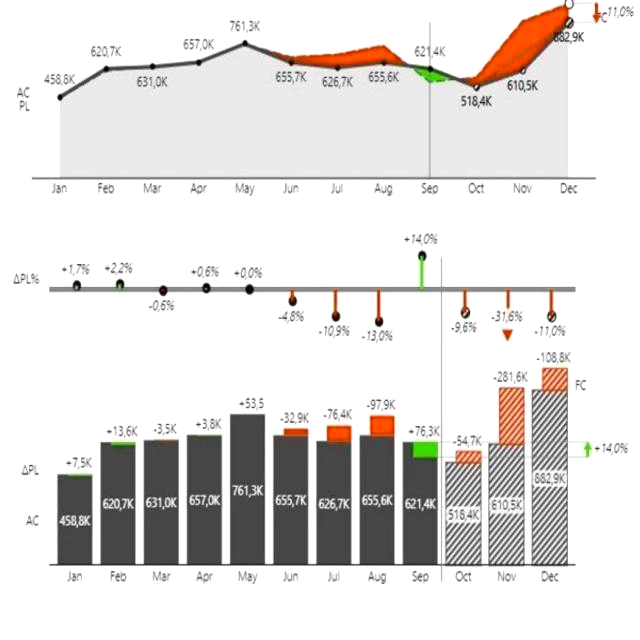 -11,0%
761,3K
FC
620,7K
657,0K
621,4K
882,9K
458,8K
631,0K
655,7K
626,7K
655,6K
610,5K
518,4K
AC
PL
Jan Feb Mar Apr May Jun Jul Aug Sep Oct Nov Dec
+14,0%
+1,7% +2,2% +0,6% +0,0%
ΔPL%
-0,6% -4,8% -10,9% -13,0% -9,6% -31,6% -11,0%
-108,8K
-281,6K
FC
+53,5
-97,9K
-76,4K
+13,6K -3,5K +3,8K -32,9K +76,3K
-54,7K
+14,0%
+7,5K
ΔPL
882,9K
761,3K
620,7K 631,0K 657,0K 655,7K 626,7K 655,6K 621,4K
518,4K 610,5K
AC
458,8K
Jan Feb Mar Apr May Jun Jul Aug Sep Oct Nov Dec